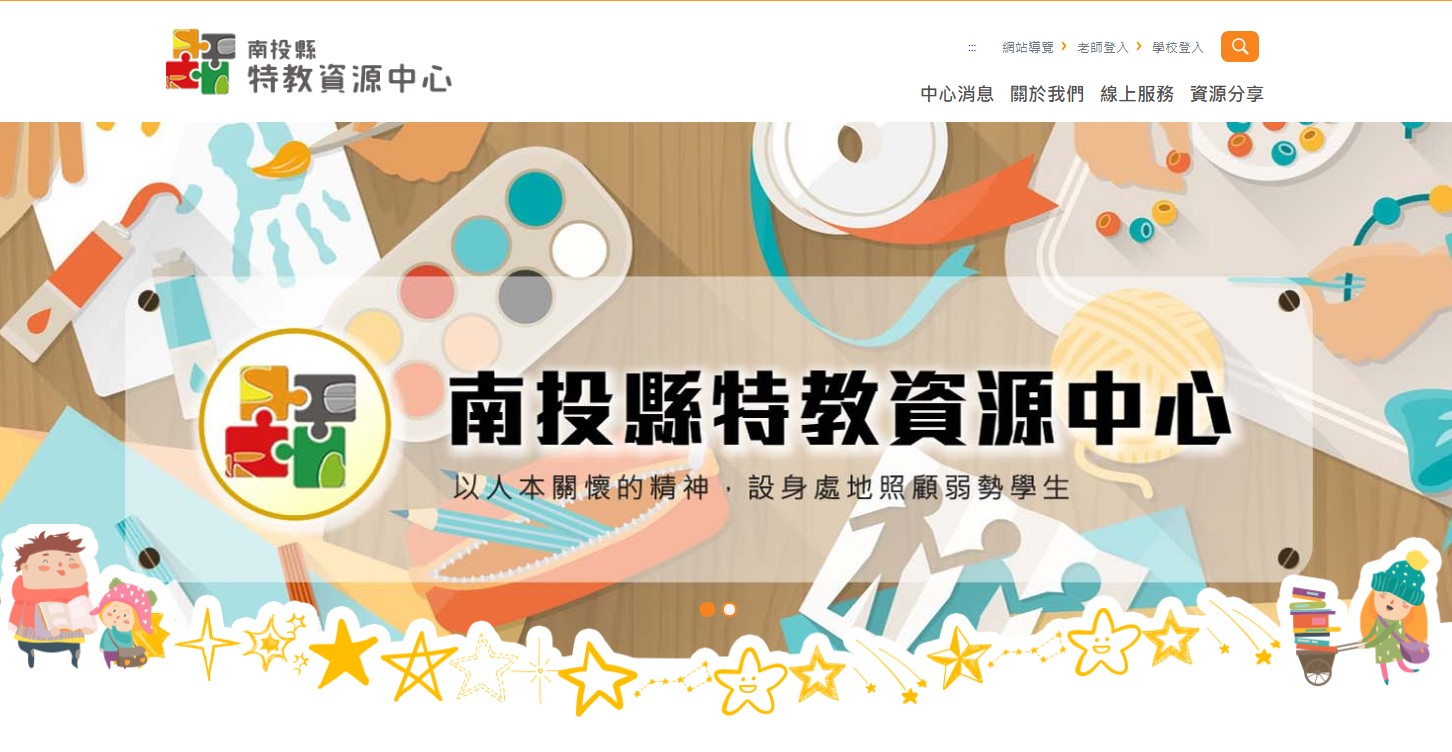 南投縣
特教資源中心
::: 網站導覽 老師登入 學校登入
中心消息 關於我們 線上服務 資源分享
南投縣特教資源中心
以人本關懷的精神，設身處地照顧弱勢學生